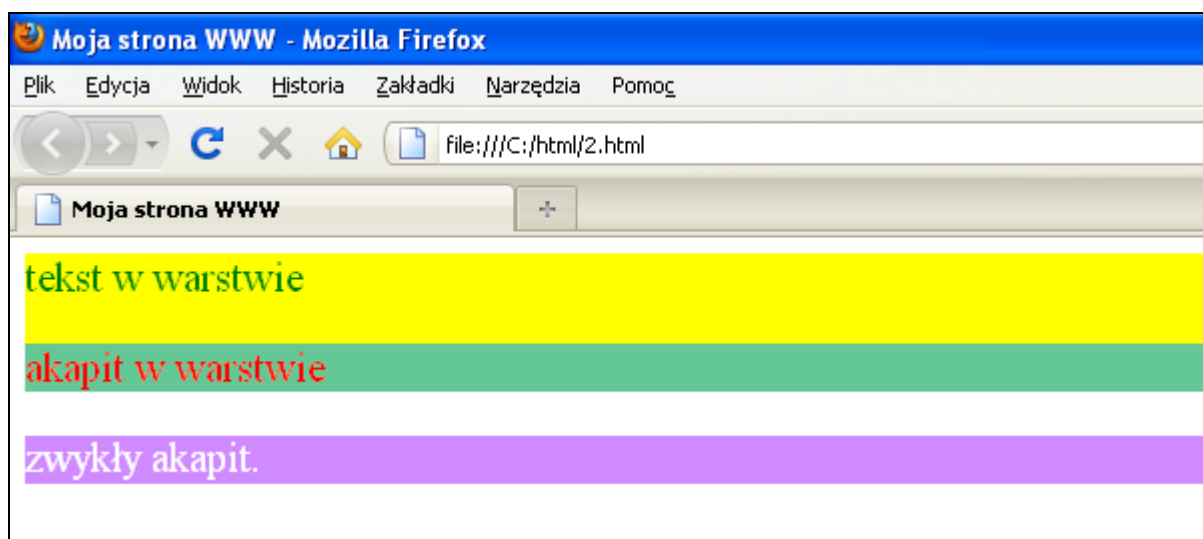 Moja strona WWW - Mozilla Firefox
Plik Edycja Widok Historia Zakładki Narzędzia Pomoc
file:///C:/html/2.html
Moja strona WWW
tekst w warstwie
akapit w warstwie
zwykły akapit.